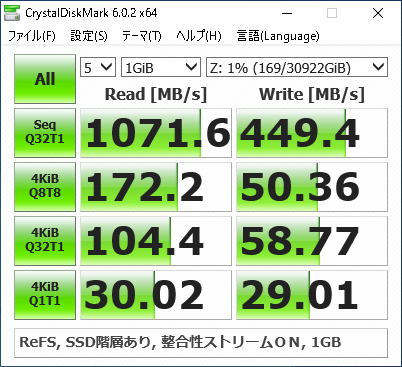 CrystalDiskMark 6.0.2 x64
ファイル(F) 設定(S) テーマ(T) ヘルプ(H) 言語(Language)
All 5 1GiB Z: 1% (169/30922GiB)
Read [MB/s] Write [MB/s]
Seq Q32T1 1071.6 449.4
4KiB Q8T8 172.2 50.36
4KiB Q32T1 104.4 58.77
4KiB Q1T1 30.02 29.01
ReFS, SSD階層あり, 整合性ストリームＯＮ, 1GB